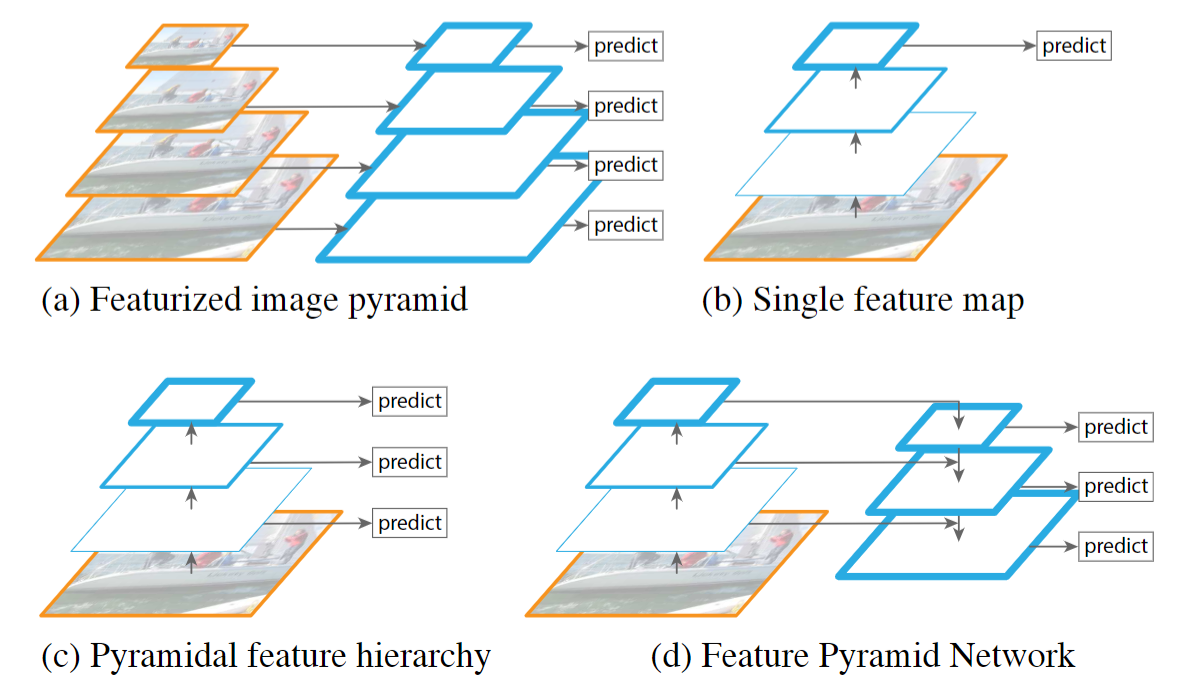 predict
predict
predict
predict
(a) Featurized image pyramid
predict
(b) Single feature map
predict
predict
predict
(c) Pyramidal feature hierarchy
predict
predict
predict
(d) Feature Pyramid Network